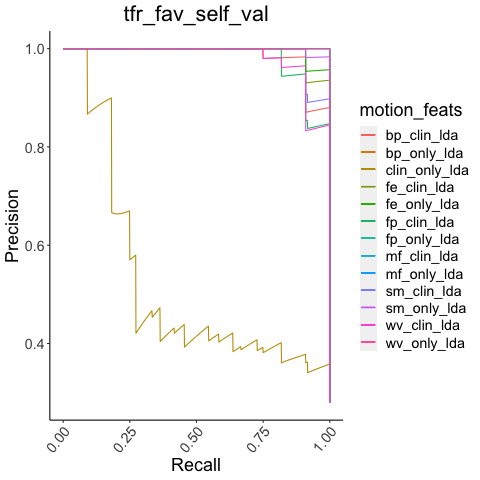 tfr_fav_self_val
Precision
1.0
0.8
0.6
0.4
0.00
0.25
0.50
0.75
1.00
Recall
motion_feats
bp_clin_lda
bp_only_lda
clin_only_lda
fe_clin_lda
fe_only_lda
fp_clin_lda
fp_only_lda
mf_clin_lda
mf_only_lda
sm_clin_lda
sm_only_lda
wv_clin_lda
wv_only_lda